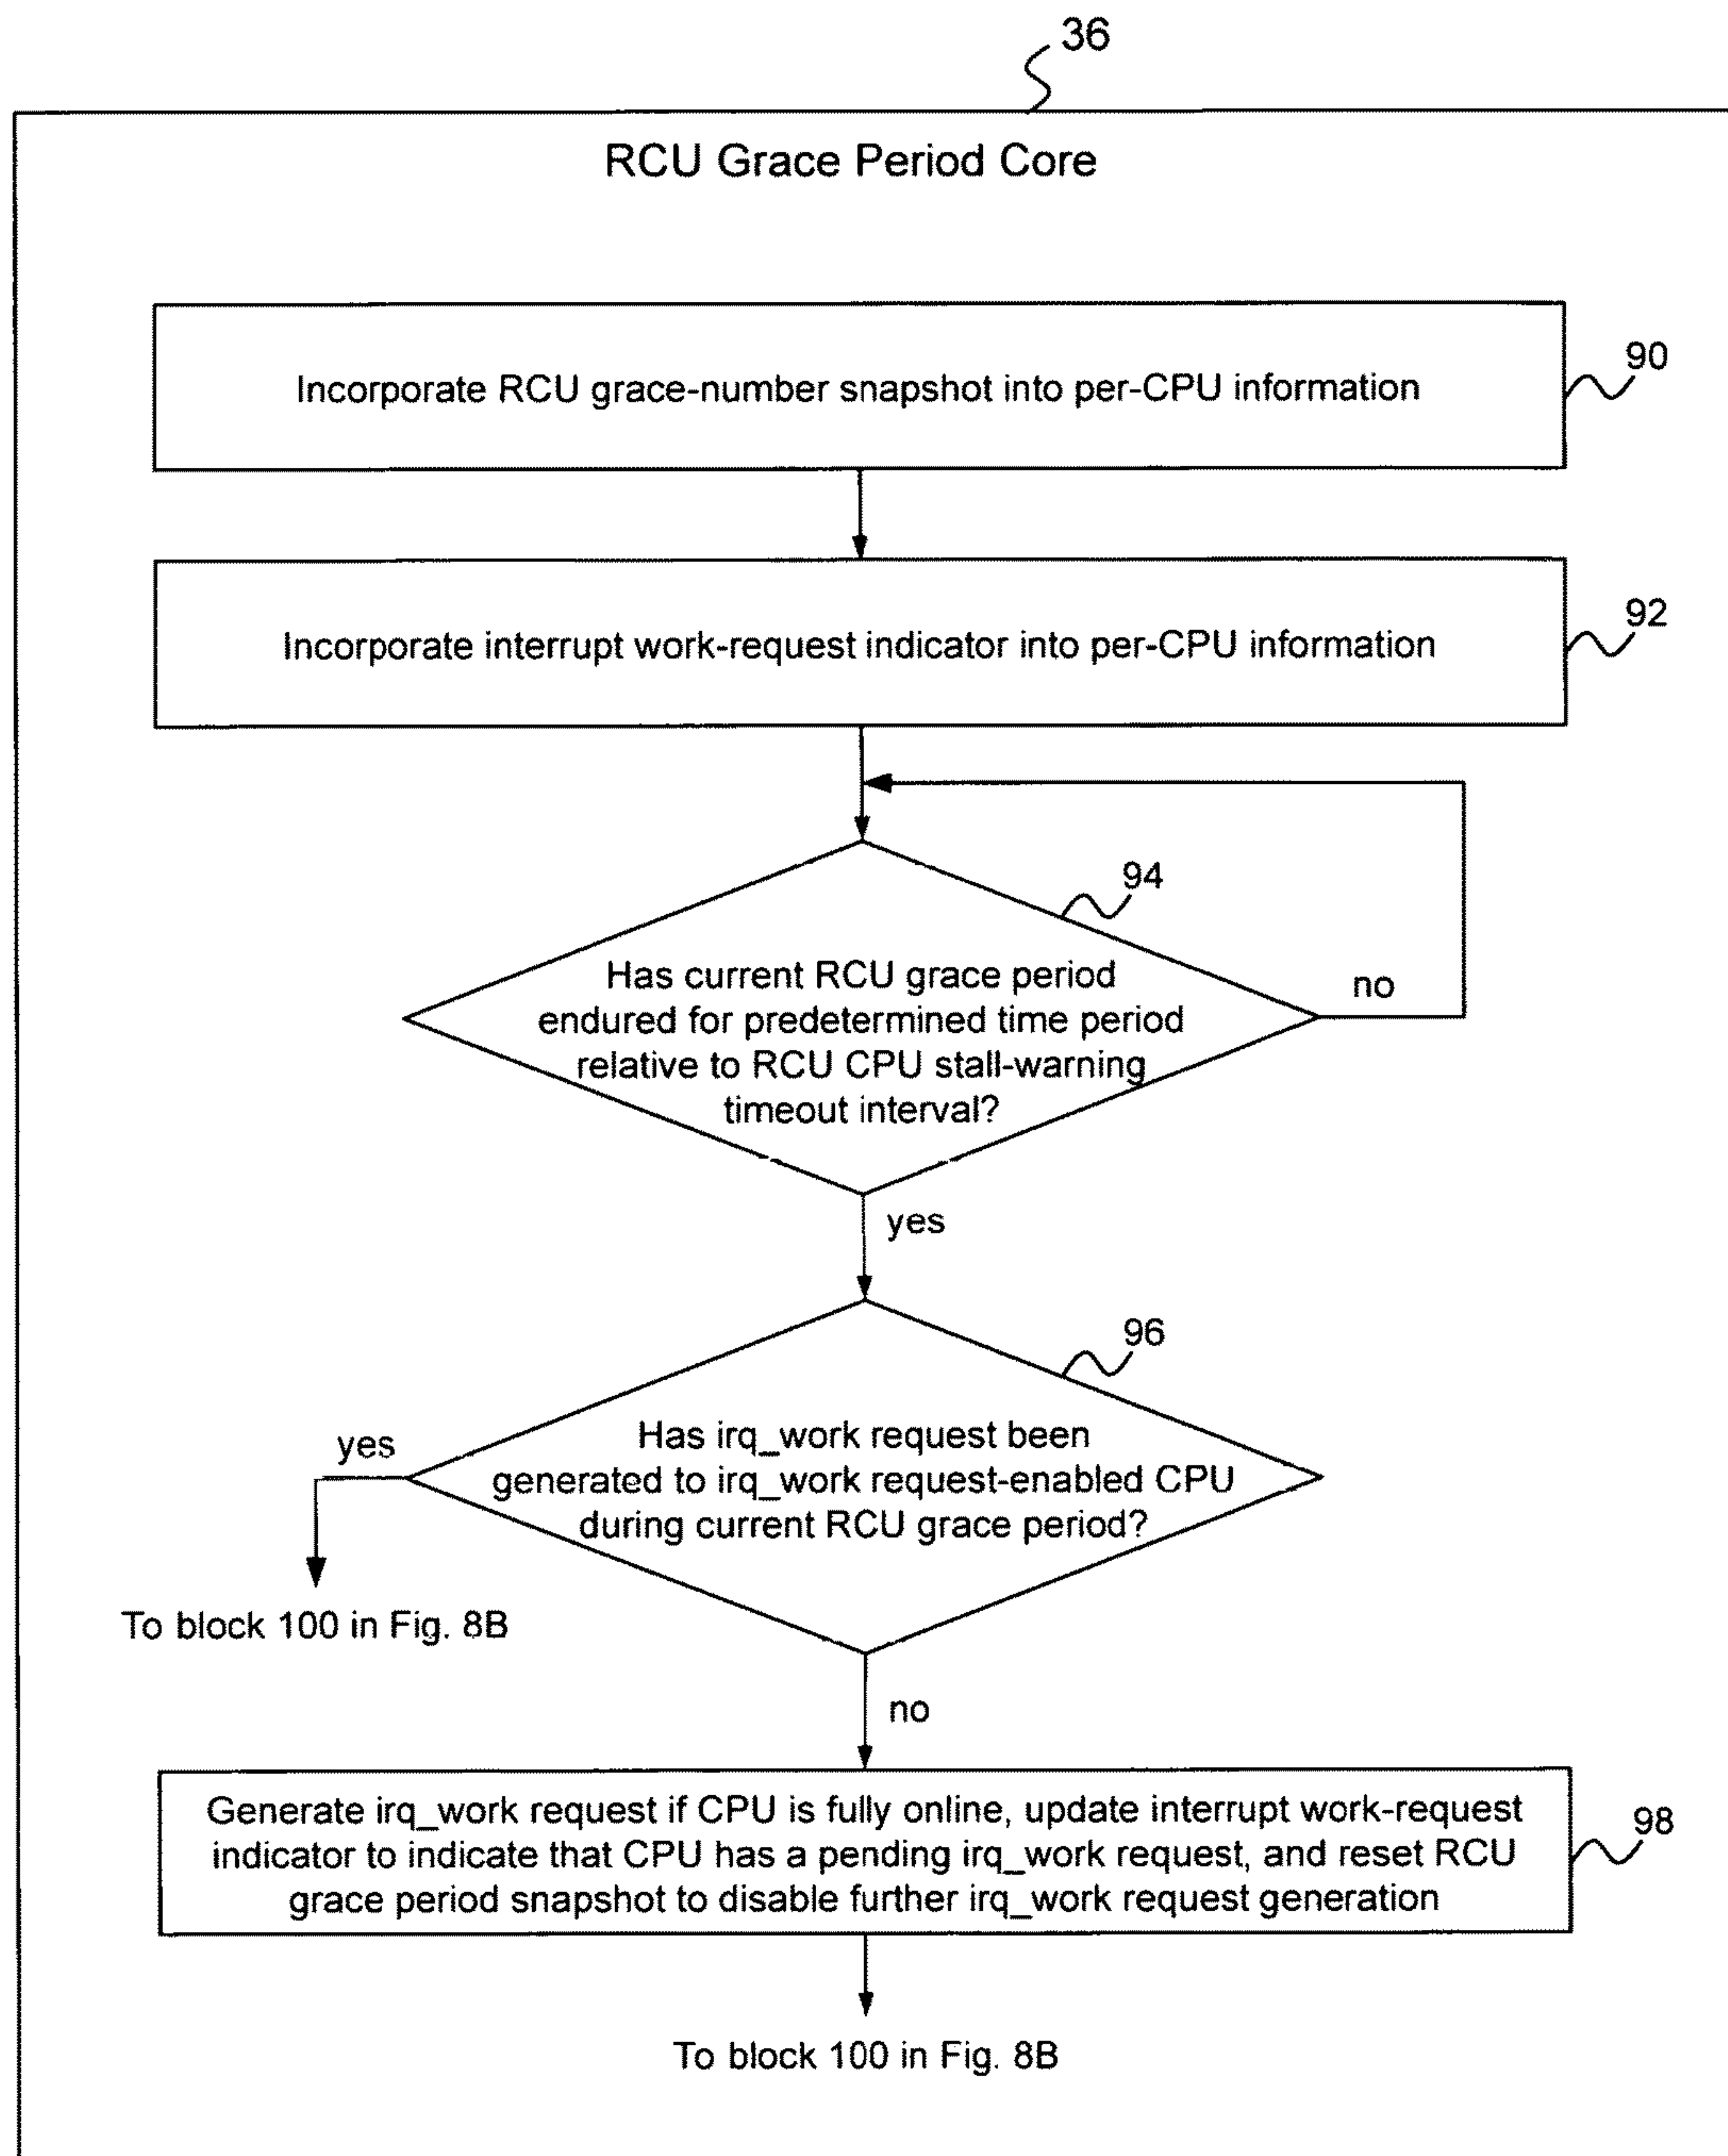 36
RCU Grace Period Core
Incorporate RCU grace-number snapshot into per-CPU information
90
Incorporate interrupt work-request indicator into per-CPU information
92
94
Has current RCU grace period
endured for predetermined time period
relative to RCU CPU stall-warning
timeout interval?
no
yes
96
Has irq_work request been
generated to irq_work request-enabled CPU
during current RCU grace period?
yes
To block 100 in Fig. 8B
no
Generate irq_work request if CPU is fully online, update interrupt work-request
indicator to indicate that CPU has a pending irq_work request, and reset RCU
grace period snapshot to disable further irq_work request generation
98
To block 100 in Fig. 8B